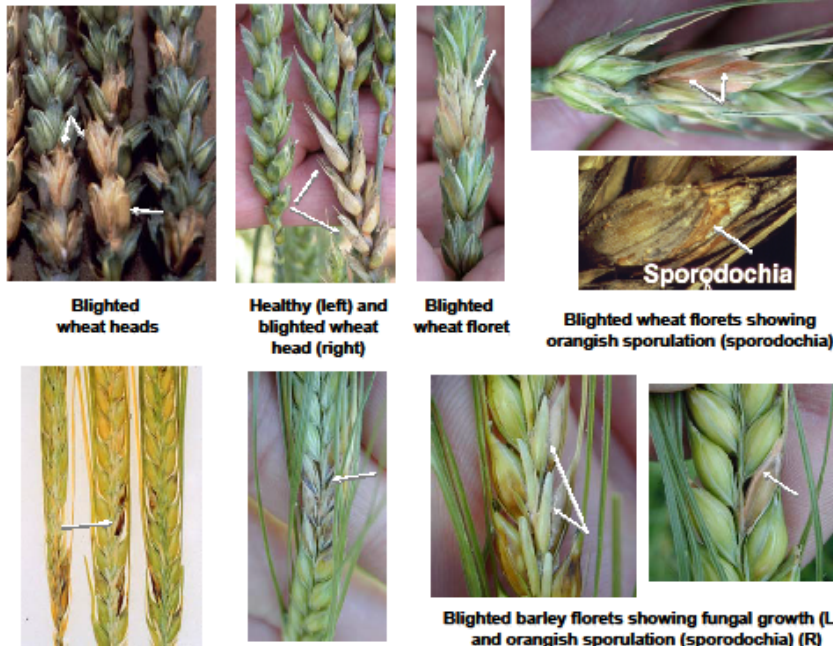 Sporodochia
Blighted
wheat heads
Healthy (left) and
blighted wheat
head (right)
Blighted
wheat floret
Blighted wheat florets showing
orangish sporulation (sporodochia)
Blighted barley florets showing fungal growth (L
and orangish sporulation (sporodochia) (R)